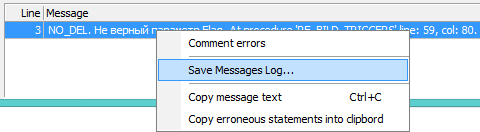 Line Message
3 NO_DEL. Не верный параметр Flag. At procedure 'RE_BILD_TRIGGERS' line: 59, col: 80.
Comment errors
Save Messages Log...
Copy message text Ctrl+C
Copy erroneous statements into clipbord